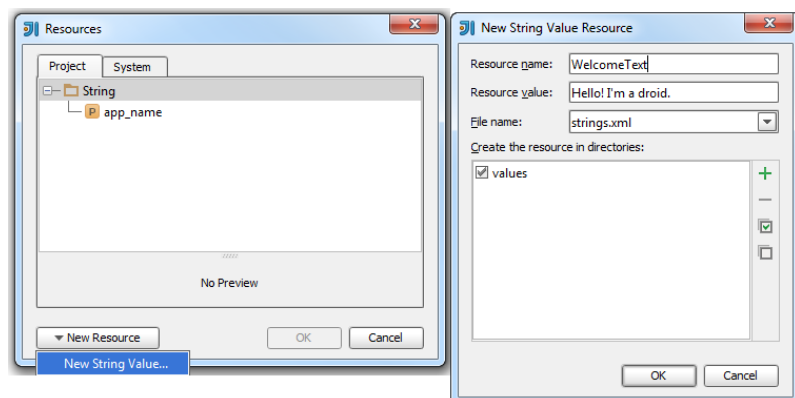 Resources
Project System
String
P app_name
No Preview
New Resource OK Cancel
New String Value...
New String Value Resource
Resource name: WelcomeText
Resource value: Hello! I'm a droid.
File name: strings.xml
Create the resource in directories:
values
OK Cancel